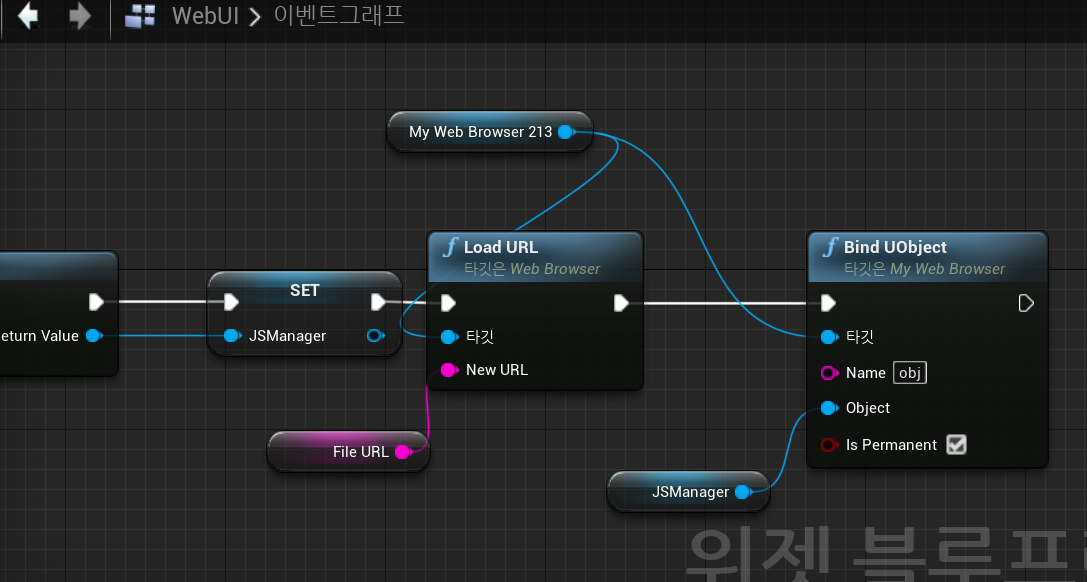 WebUI > 이벤트그래프
My Web Browser 213
SET
JSManager
eturn Value
Load URL
타깃은 Web Browser
타깃
New URL
File URL
Bind UObject
타깃은 My Web Browser
타깃
Name obj
Object
Is Permanent
JSManager
위젯 블루프